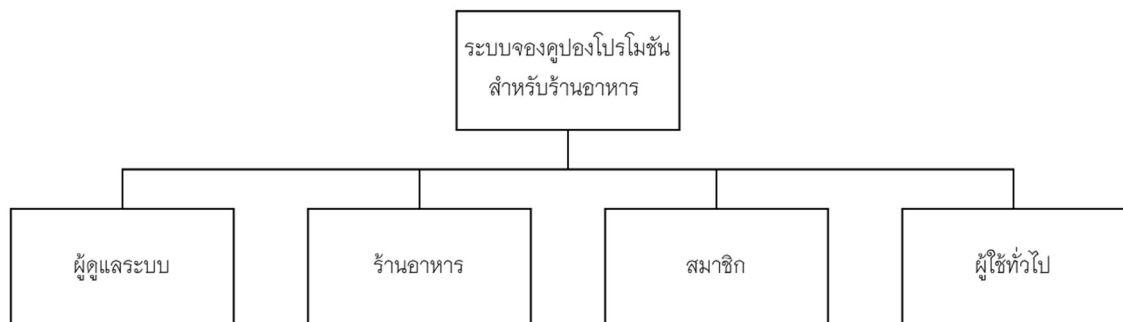 ระบบจองคูปองโปรโมชัน
สำหรับร้านอาหาร
ผู้ดูแลระบบ
ร้านอาหาร
สมาชิก
ผู้ใช้ทั่วไป